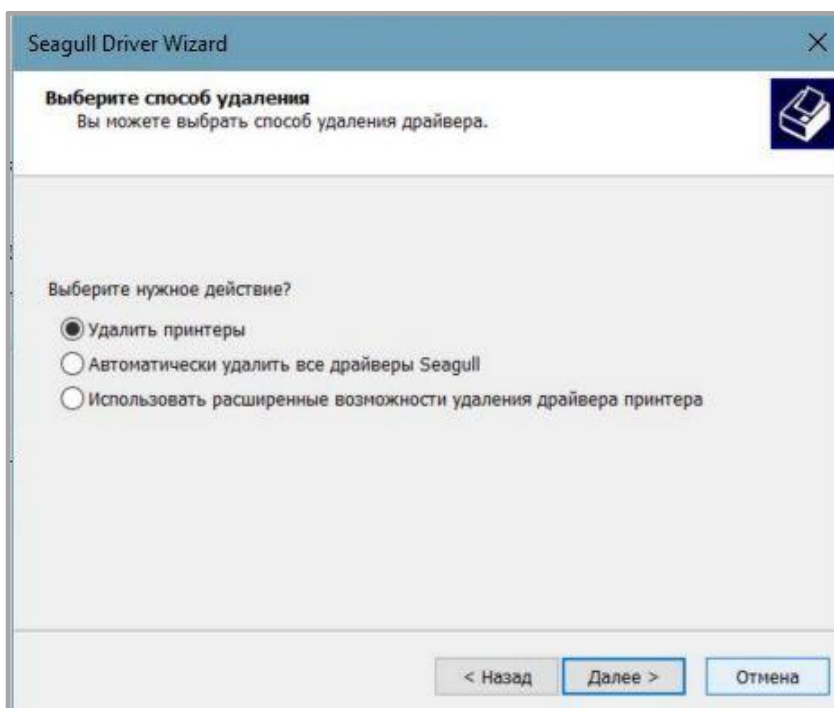 Seagull Driver Wizard
Выберите способ удаления
Вы можете выбрать способ удаления драйвера.
Выберите нужное действие?
Удалить принтеры
Автоматически удалить все драйверы Seagull
Использовать расширенные возможности удаления драйвера принтера
< Назад
Далее >
Отмена